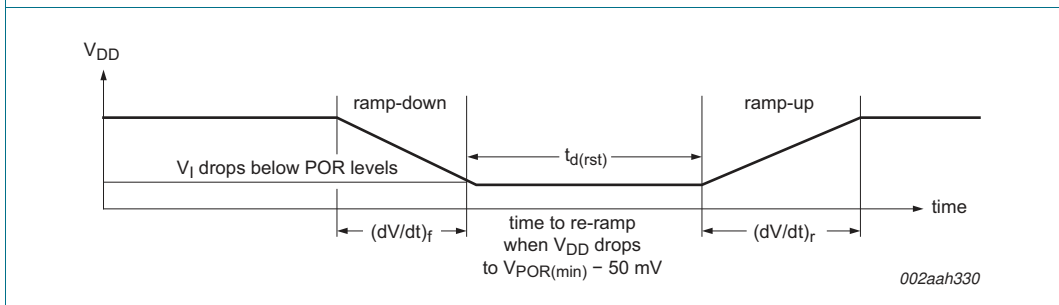 VDD
ramp-down
ramp-up
td(rst)
VI drops below POR levels
time
(dV/dt)f
time to re-ramp
when VDD drops
to VPOR(min) − 50 mV
(dV/dt)r
002aah330